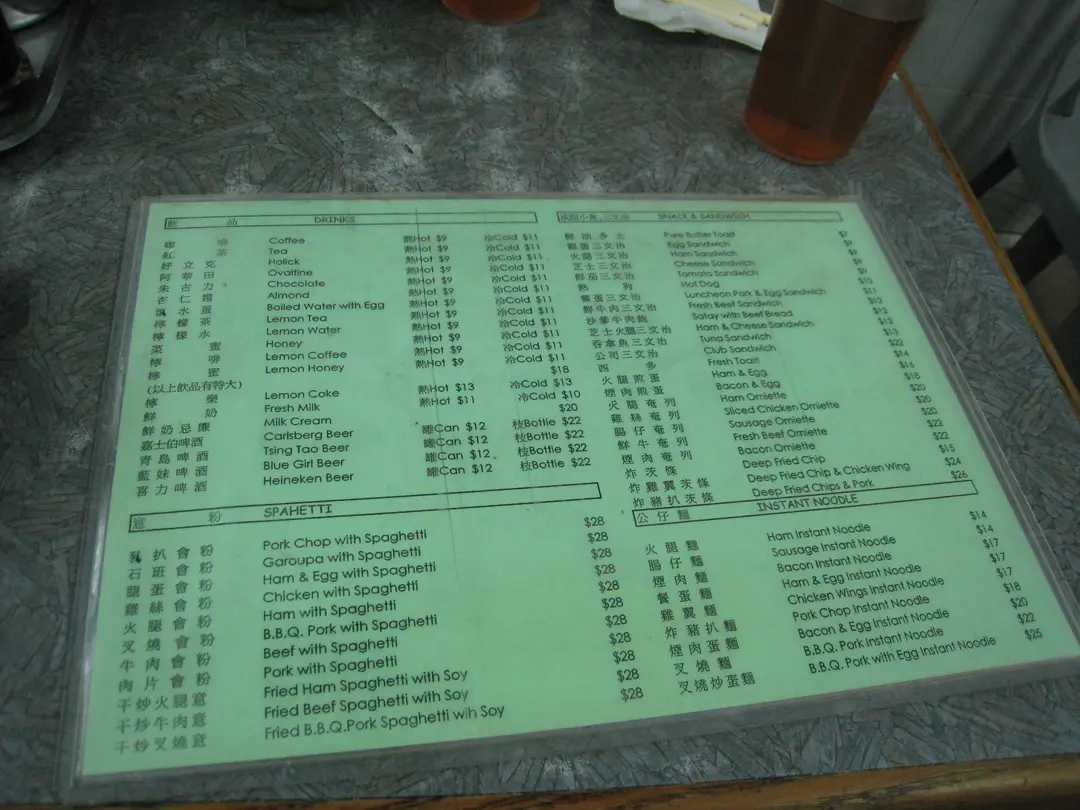 飲品 DRINKS
咖啡 Coffee 熱Hot $9 冷Cold $11
紅茶 Tea 熱Hot $9 冷Cold $11
好立克 Holick 熱Hot $9 冷Cold $11
阿華田 Ovaltine 熱Hot $9 冷Cold $11
朱古力 Chocolate 熱Hot $9 冷Cold $11
杏仁霜 Almond 熱Hot $9 冷Cold $11
滾水蛋 Boiled Water with Egg 熱Hot $9 冷Cold $11
檸檬茶 Lemon Tea 熱Hot $9 冷Cold $11
檸檬水 Lemon Water 熱Hot $9 冷Cold $11
菜蜜 Honey 熱Hot $9 冷Cold $11
檸啡 Lemon Coffee 熱Hot $9 冷Cold $11
檸蜜 Lemon Honey 熱Hot $9 冷Cold $11
(以上飲品有特大) $18
檸樂 Lemon Coke 熱Hot $13 冷Cold $13
鮮奶 Fresh Milk 熱Hot $11 冷Cold $10
鮮奶忌廉 Milk Cream $20
嘉士伯啤酒 Carlsberg Beer 罐Can $12 枝Bottle $22
青島啤酒 Tsing Tao Beer 罐Can $12 枝Bottle $22
藍妹啤酒 Blue Girl Beer 罐Can $12 枝Bottle $22
喜力啤酒 Heineken Beer 罐Can $12 枝Bottle $22
意粉 SPAHETTI
豬扒會粉 Pork Chop with Spaghetti $28
石班會粉 Garoupa with Spaghetti $28
腿蛋會粉 Ham & Egg with Spaghetti $28
雞絲會粉 Chicken with Spaghetti $28
火腿會粉 Ham with Spaghetti $28
叉燒會粉 B.B.Q. Pork with Spaghetti $28
牛肉會粉 Beef with Spaghetti $28
肉片會粉 Pork with Spaghetti $28
干炒火腿意 Fried Ham Spaghetti with Soy $28
干炒牛肉意 Fried Beef Spaghetti with Soy $28
干炒叉燒意 Fried B.B.Q.Pork Spaghetti wih Soy $28
小食,三文治 SNACK & SANDWICH
鮮油多士 Pure Butter Toast $7
雞蛋三文治 Egg Sandwich $9
火腿三文治 Ham Sandwich $9
芝士三文治 Cheese Sandwich $9
鮮茄三文治 Tomato Sandwich $9
熱狗 Hot Dog $10
餐蛋三文治 Luncheon Pork & Egg Sandwich $11
鮮牛肉三文治 Fresh Beef Sandwich $12
沙爹牛肉飽 Satay with Beef Bread $12
芝士火腿三文治 Ham & Cheese Sandwich $12
吞拿魚三文治 Tuna Sandwich $13
公司三文治 Club Sandwich $22
西多 Fresh Toast $14
火腿煎蛋 Ham & Egg $16
煙肉煎蛋 Bacon & Egg $18
火腿奄列 Ham Omlette $20
雞絲奄列 Sliced Chicken Omlette $20
腸仔奄列 Sausage Omlette $20
鮮牛奄列 Fresh Beef Omlette $22
煙肉奄列 Bacon Omlette $22
炸茨條 Deep Fried Chip $15
炸雞翼茨條 Deep Fried Chip & Chicken Wing $24
炸豬扒茨條 Deep Fried Chips & Pork $26
公仔麵 INSTANT NOODLE
火腿麵 Ham Instant Noodle $14
腸仔麵 Sausage Instant Noodle $14
煙肉麵 Bacon Instant Noodle $17
餐蛋麵 Ham & Egg Instant Noodle $17
雞翼麵 Chicken Wings Instant Noodle $17
炸豬扒麵 Pork Chop Instant Noodle $18
煙肉蛋麵 Bacon & Egg Instant Noodle $20
叉燒麵 B.B.Q. Pork Instant Noodle $22
叉燒炒蛋麵 B.B.Q. Pork with Egg Instant Noodle $25